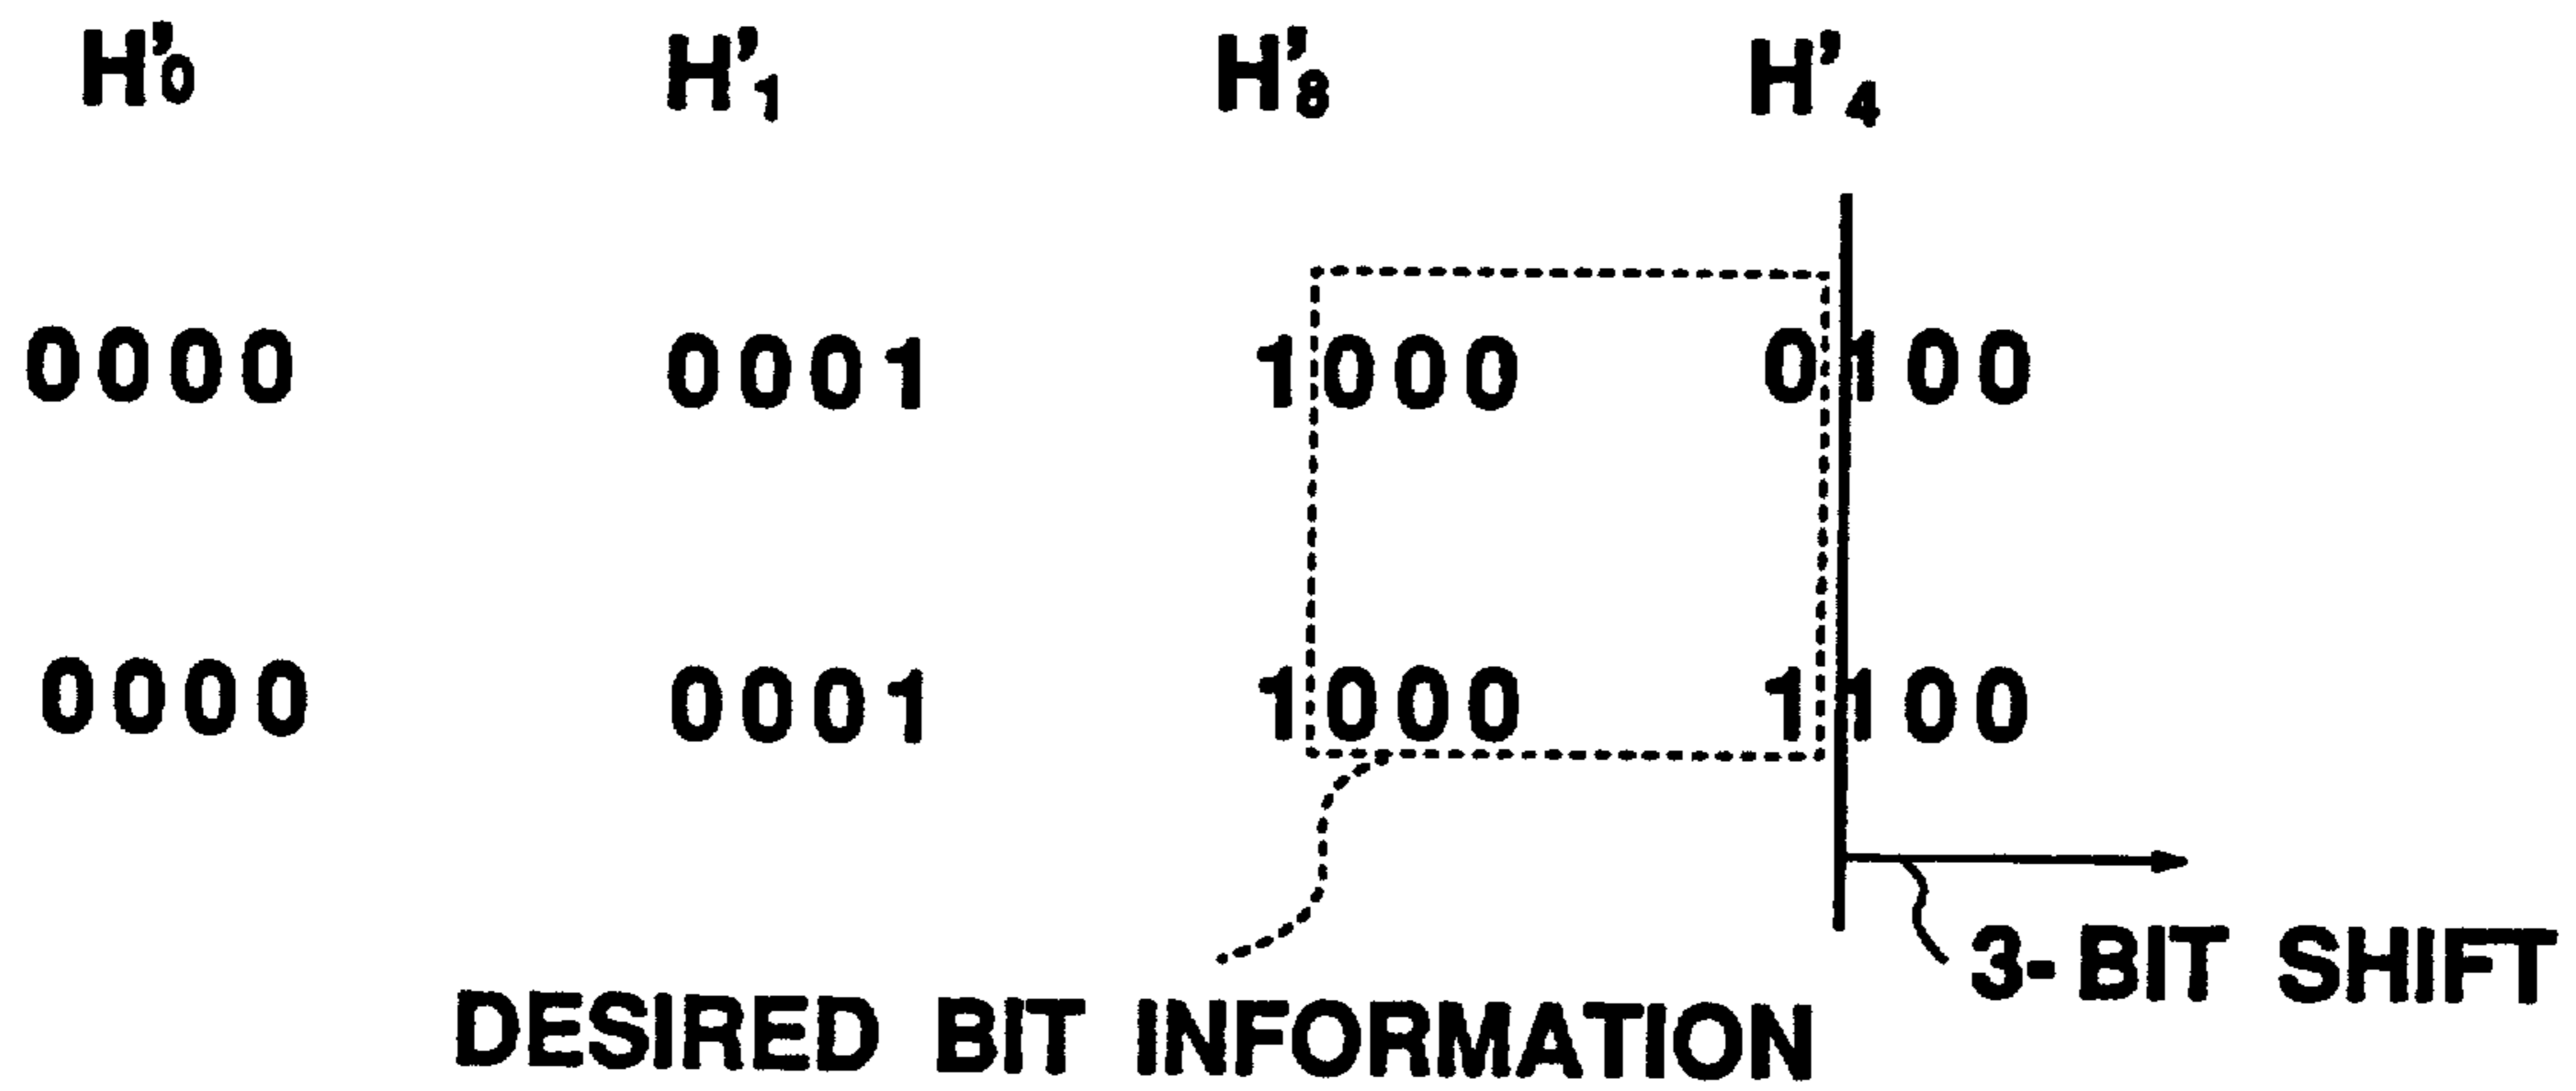 H'0 H'1 H'8 H'4
0000 0001 1000 0100
0000 0001 1000 1100
3-BIT SHIFT
DESIRED BIT INFORMATION